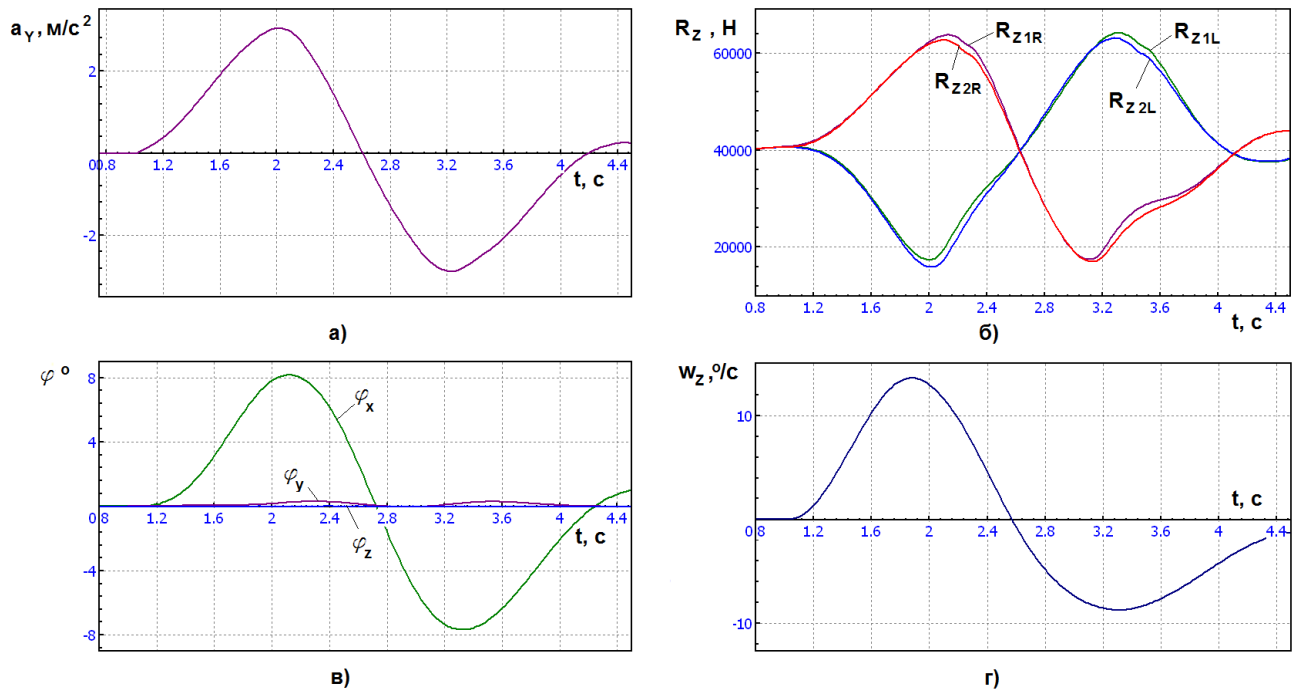 a_Y, м/с²
2
-2
0.8 1.2 1.6 2 2.4 2.8 3.2 3.6 4 4.4
t, с
а)
R_Z , Н
60000
40000
20000
R_Z1R
R_Z2R
R_Z1L
R_Z2L
0.8 1.2 1.6 2 2.4 2.8 3.2 3.6 4 4.4
t, с
б)
φ°
8
4
-4
-8
φ_x
φ_y
φ_z
0.8 1.2 1.6 2 2.4 2.8 3.2 3.6 4 4.4
t, с
в)
w_Z,°/с
10
-10
t, с
0.8 1.2 1.6 2 2.4 2.8 3.2 3.6 4 4.4
г)